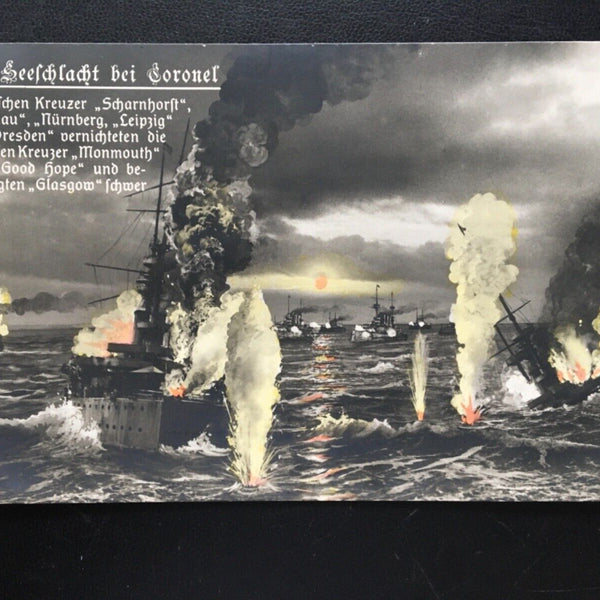 Seeſchlacht bei Coronel
ſchen Kreuzer „Scharnhorſt“,
au“, „Nürnberg, „Leipzig“
resden“ vernichteten die
en Kreuzer „Monmouth“
Good Hope“ und be-
gten „Glasgow“ ſchwer